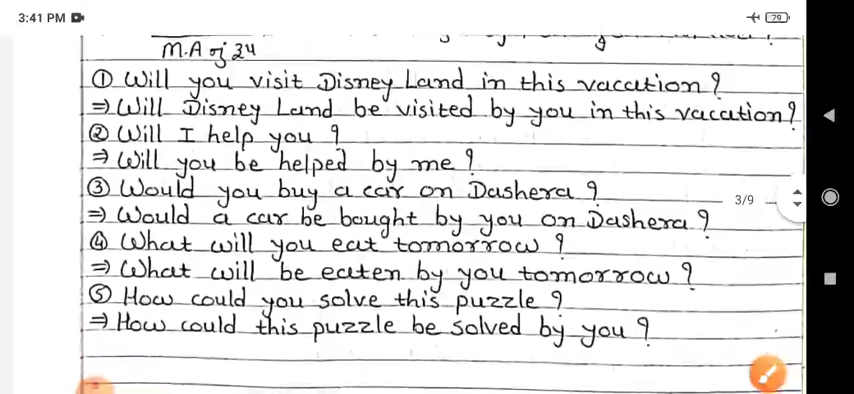 3:41 PM
79
M.A of 34
① Will you visit Disney Land in this vacation?
⇒ Will Disney Land be visited by you in this vacation?
② Will I help you?
⇒ Will you be helped by me?
③ Would you buy a car on Dashera?
3/9
⇒ Would a car be bought by you on Dashera?
④ What will you eat tomorrow?
⇒ What will be eaten by you tomorrow?
⑤ How could you solve this puzzle?
⇒ How could this puzzle be solved by you?